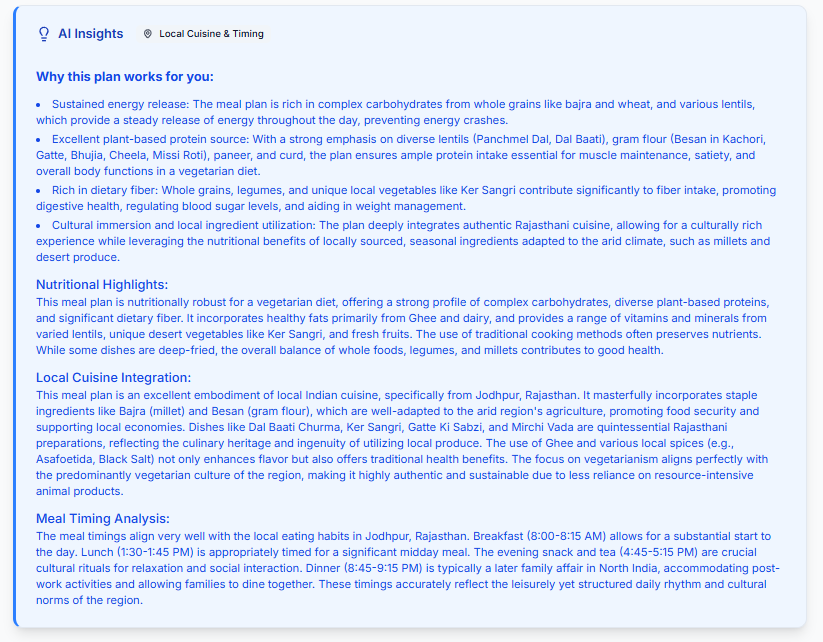 AI Insights
Local Cuisine & Timing
Why this plan works for you:
• Sustained energy release: The meal plan is rich in complex carbohydrates from whole grains like bajra and wheat, and various lentils,
which provide a steady release of energy throughout the day, preventing energy crashes.
• Excellent plant-based protein source: With a strong emphasis on diverse lentils (Panchmel Dal, Dal Baati), gram flour (Besan in Kachori,
Gatte, Bhujia, Cheela, Missi Roti), paneer, and curd, the plan ensures ample protein intake essential for muscle maintenance, satiety, and
overall body functions in a vegetarian diet.
• Rich in dietary fiber: Whole grains, legumes, and unique local vegetables like Ker Sangri contribute significantly to fiber intake, promoting
digestive health, regulating blood sugar levels, and aiding in weight management.
• Cultural immersion and local ingredient utilization: The plan deeply integrates authentic Rajasthani cuisine, allowing for a culturally rich
experience while leveraging the nutritional benefits of locally sourced, seasonal ingredients adapted to the arid climate, such as millets and
desert produce.
Nutritional Highlights:
This meal plan is nutritionally robust for a vegetarian diet, offering a strong profile of complex carbohydrates, diverse plant-based proteins,
and significant dietary fiber. It incorporates healthy fats primarily from Ghee and dairy, and provides a range of vitamins and minerals from
varied lentils, unique desert vegetables like Ker Sangri, and fresh fruits. The use of traditional cooking methods often preserves nutrients.
While some dishes are deep-fried, the overall balance of whole foods, legumes, and millets contributes to good health.
Local Cuisine Integration:
This meal plan is an excellent embodiment of local Indian cuisine, specifically from Jodhpur, Rajasthan. It masterfully incorporates staple
ingredients like Bajra (millet) and Besan (gram flour), which are well-adapted to the arid region's agriculture, promoting food security and
supporting local economies. Dishes like Dal Baati Churma, Ker Sangri, Gatte Ki Sabzi, and Mirchi Vada are quintessential Rajasthani
preparations, reflecting the culinary heritage and ingenuity of utilizing local produce. The use of Ghee and various local spices (e.g.,
Asafoetida, Black Salt) not only enhances flavor but also offers traditional health benefits. The focus on vegetarianism aligns perfectly with
the predominantly vegetarian culture of the region, making it highly authentic and sustainable due to less reliance on resource-intensive
animal products.
Meal Timing Analysis:
The meal timings align very well with the local eating habits in Jodhpur, Rajasthan. Breakfast (8:00-8:15 AM) allows for a substantial start to
the day. Lunch (1:30-1:45 PM) is appropriately timed for a significant midday meal. The evening snack and tea (4:45-5:15 PM) are crucial
cultural rituals for relaxation and social interaction. Dinner (8:45-9:15 PM) is typically a later family affair in North India, accommodating post-
work activities and allowing families to dine together. These timings accurately reflect the leisurely yet structured daily rhythm and cultural
norms of the region.